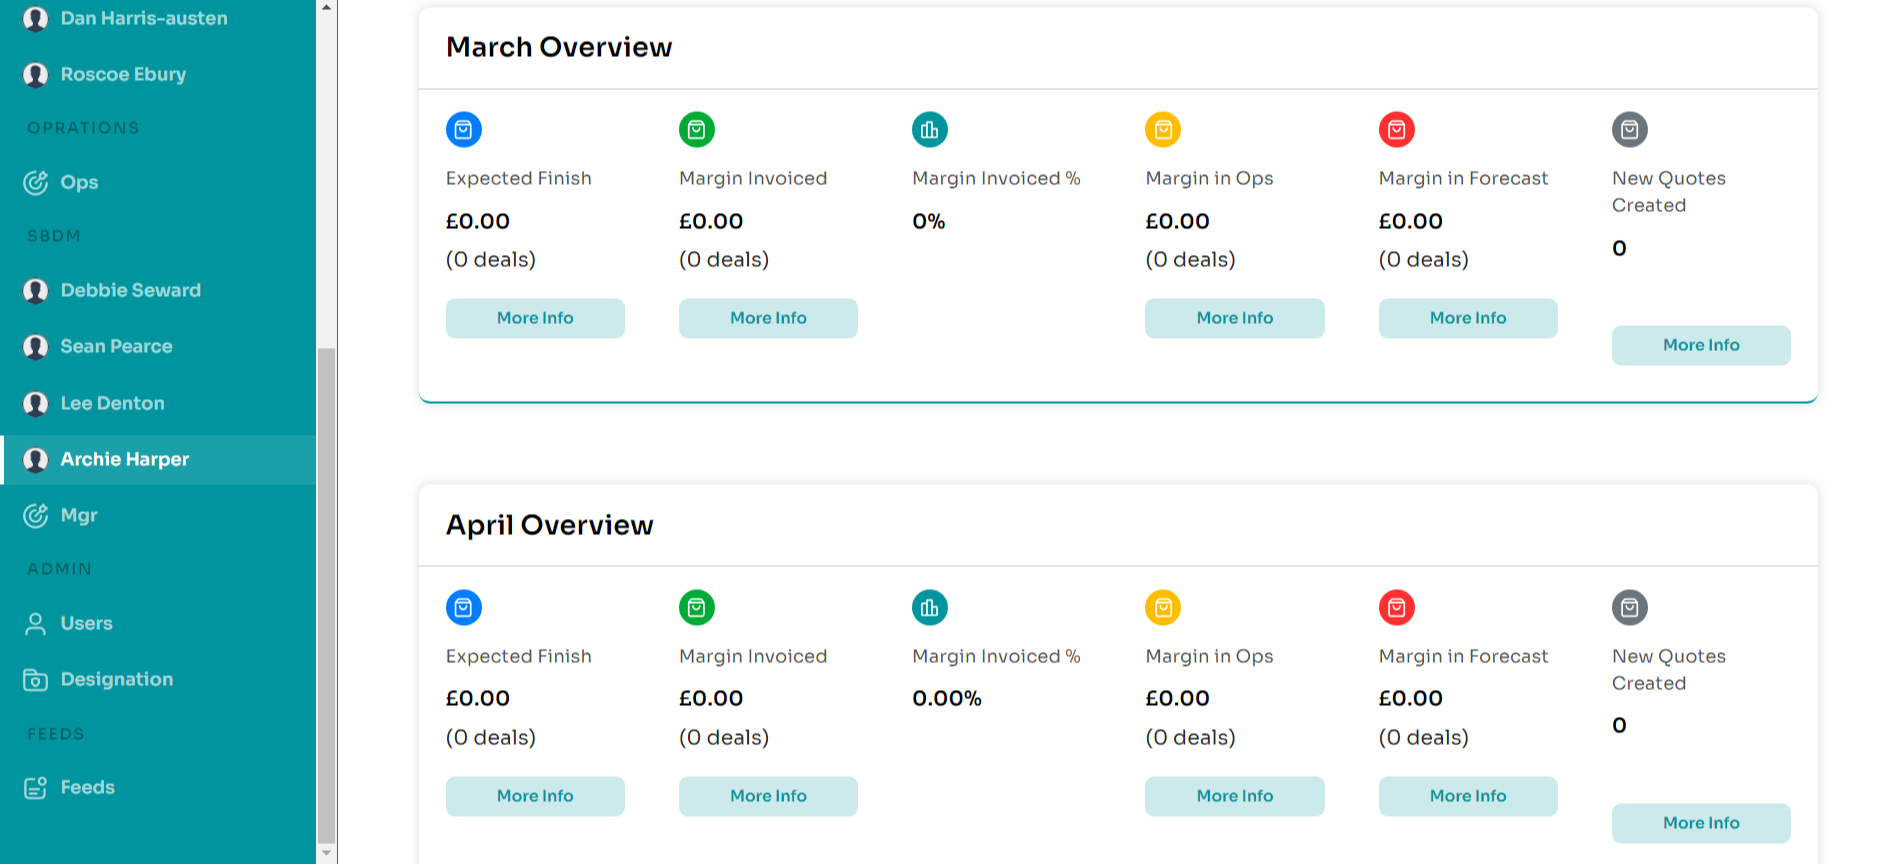 Dan Harris-austen
Roscoe Ebury
OPRATIONS
Ops
SBDM
Debbie Seward
Sean Pearce
Lee Denton
Archie Harper
Mgr
ADMIN
Users
Designation
FEEDS
Feeds
March Overview
Expected Finish
£0.00
(0 deals)
More Info
Margin Invoiced
£0.00
(0 deals)
More Info
Margin Invoiced %
0%
Margin in Ops
£0.00
(0 deals)
More Info
Margin in Forecast
£0.00
(0 deals)
More Info
New Quotes
Created
0
More Info
April Overview
Expected Finish
£0.00
(0 deals)
More Info
Margin Invoiced
£0.00
(0 deals)
More Info
Margin Invoiced %
0.00%
Margin in Ops
£0.00
(0 deals)
More Info
Margin in Forecast
£0.00
(0 deals)
More Info
New Quotes
Created
0
More Info